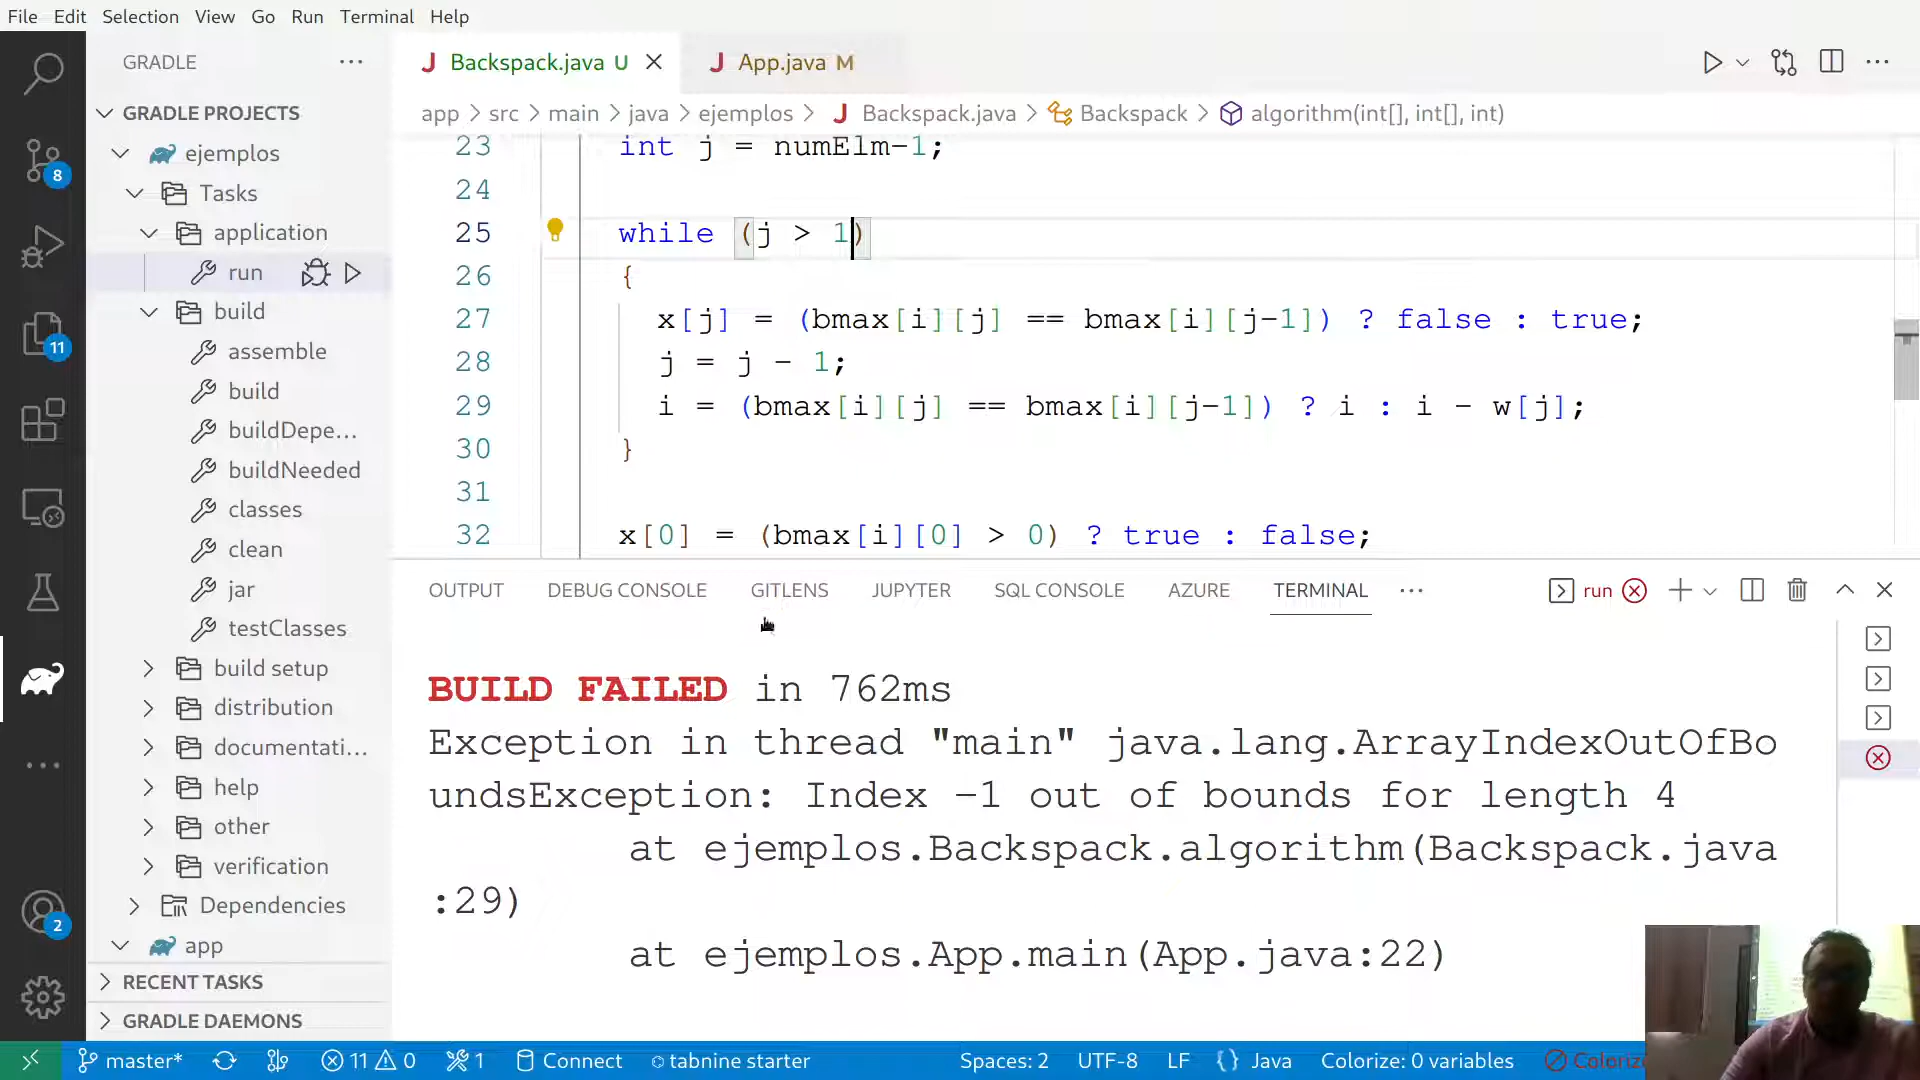 File Edit Selection View Go Run Terminal Help
GRADLE ···
GRADLE PROJECTS
ejemplos
Tasks
application
run
build
assemble
build
buildDepe...
buildNeeded
classes
clean
jar
testClasses
build setup
distribution
documentati...
help
other
verification
Dependencies
app
RECENT TASKS
GRADLE DAEMONS
8
11
2
Backspack.java U
App.java M
app > src > main > java > ejemplos > Backspack.java > Backspack > algorithm(int[], int[], int)
23 int j = numElm-1;
24
25 while (j > 1)
26 {
27 x[j] = (bmax[i][j] == bmax[i][j-1]) ? false : true;
28 j = j - 1;
29 i = (bmax[i][j] == bmax[i][j-1]) ? i : i - w[j];
30 }
31
32 x[0] = (bmax[i][0] > 0) ? true : false;
OUTPUT DEBUG CONSOLE GITLENS JUPYTER SQL CONSOLE AZURE TERMINAL ··· run
BUILD FAILED in 762ms
Exception in thread "main" java.lang.ArrayIndexOutOfBo
undsException: Index -1 out of bounds for length 4
at ejemplos.Backspack.algorithm(Backspack.java
:29)
at ejemplos.App.main(App.java:22)
master* 11 0 1 Connect tabnine starter Spaces: 2 UTF-8 LF {} Java Colorize: 0 variables